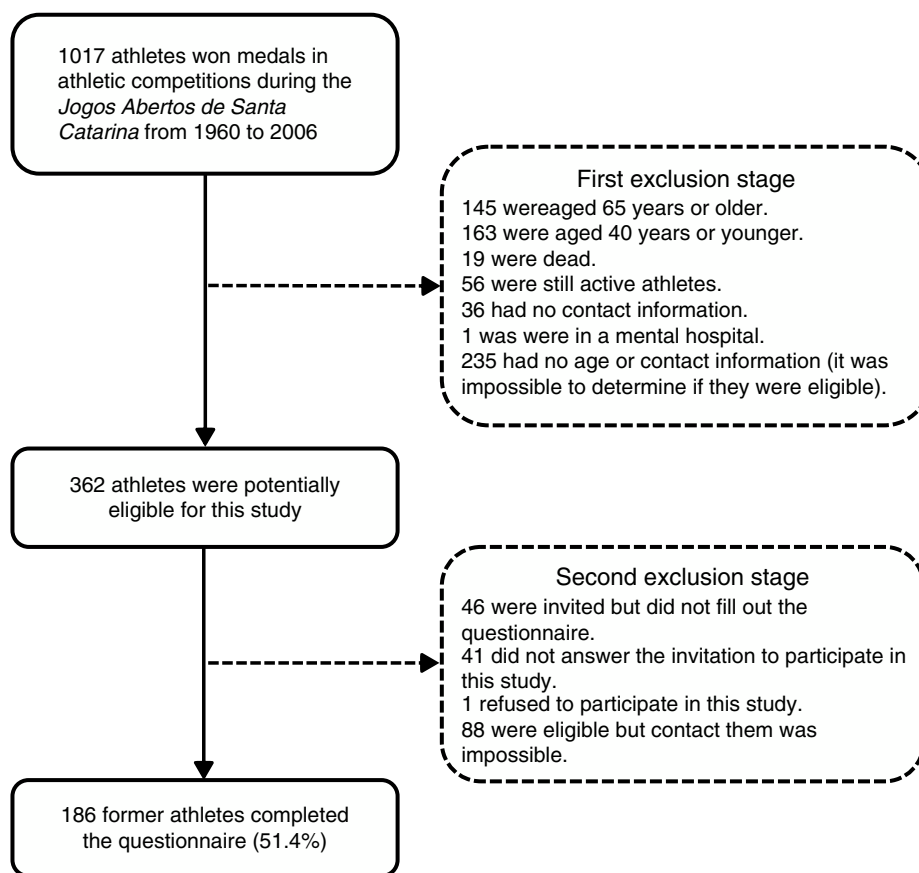 1017 athletes won medals in
athletic competitions during the
Jogos Abertos de Santa
Catarina from 1960 to 2006
First exclusion stage
145 wereaged 65 years or older.
163 were aged 40 years or younger.
19 were dead.
56 were still active athletes.
36 had no contact information.
1 was were in a mental hospital.
235 had no age or contact information (it was
impossible to determine if they were eligible).
362 athletes were potentially
eligible for this study
Second exclusion stage
46 were invited but did not fill out the
questionnaire.
41 did not answer the invitation to participate in
this study.
1 refused to participate in this study.
88 were eligible but contact them was
impossible.
186 former athletes completed
the questionnaire (51.4%)